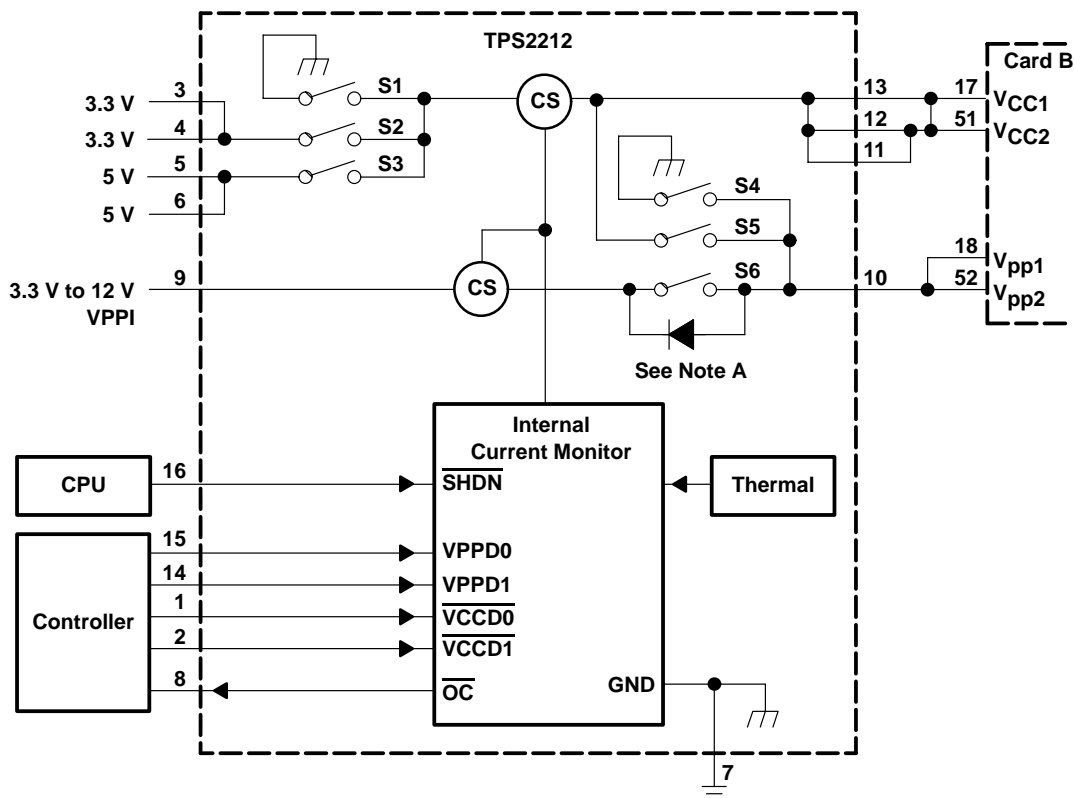 TPS2212
Card B
3
S1
CS
13
17
VCC1
3.3 V
4
S2
12
51
VCC2
3.3 V
5
S3
11
5 V
6
S4
5 V
S5
9
CS
S6
10
18
Vpp1
52
Vpp2
3.3 V to 12 V
VPPI
See Note A
Internal
Current Monitor
CPU
16
SHDN
Thermal
15
VPPD0
14
VPPD1
Controller
1
VCCD0
2
VCCD1
8
OC
GND
7